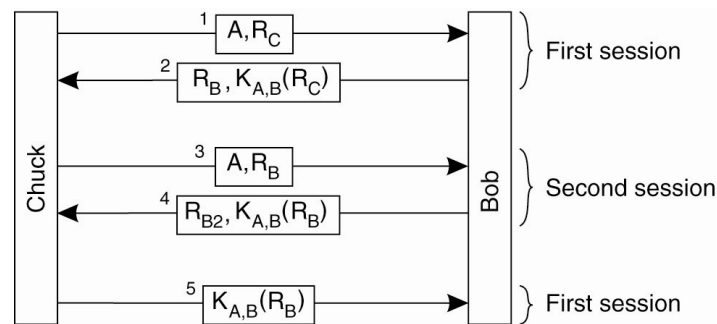 1 A,R_C
First session
2 R_B, K_A,B(R_C)
Chuck
Bob
3 A,R_B
Second session
4 R_B2, K_A,B(R_B)
5 K_A,B(R_B)
First session